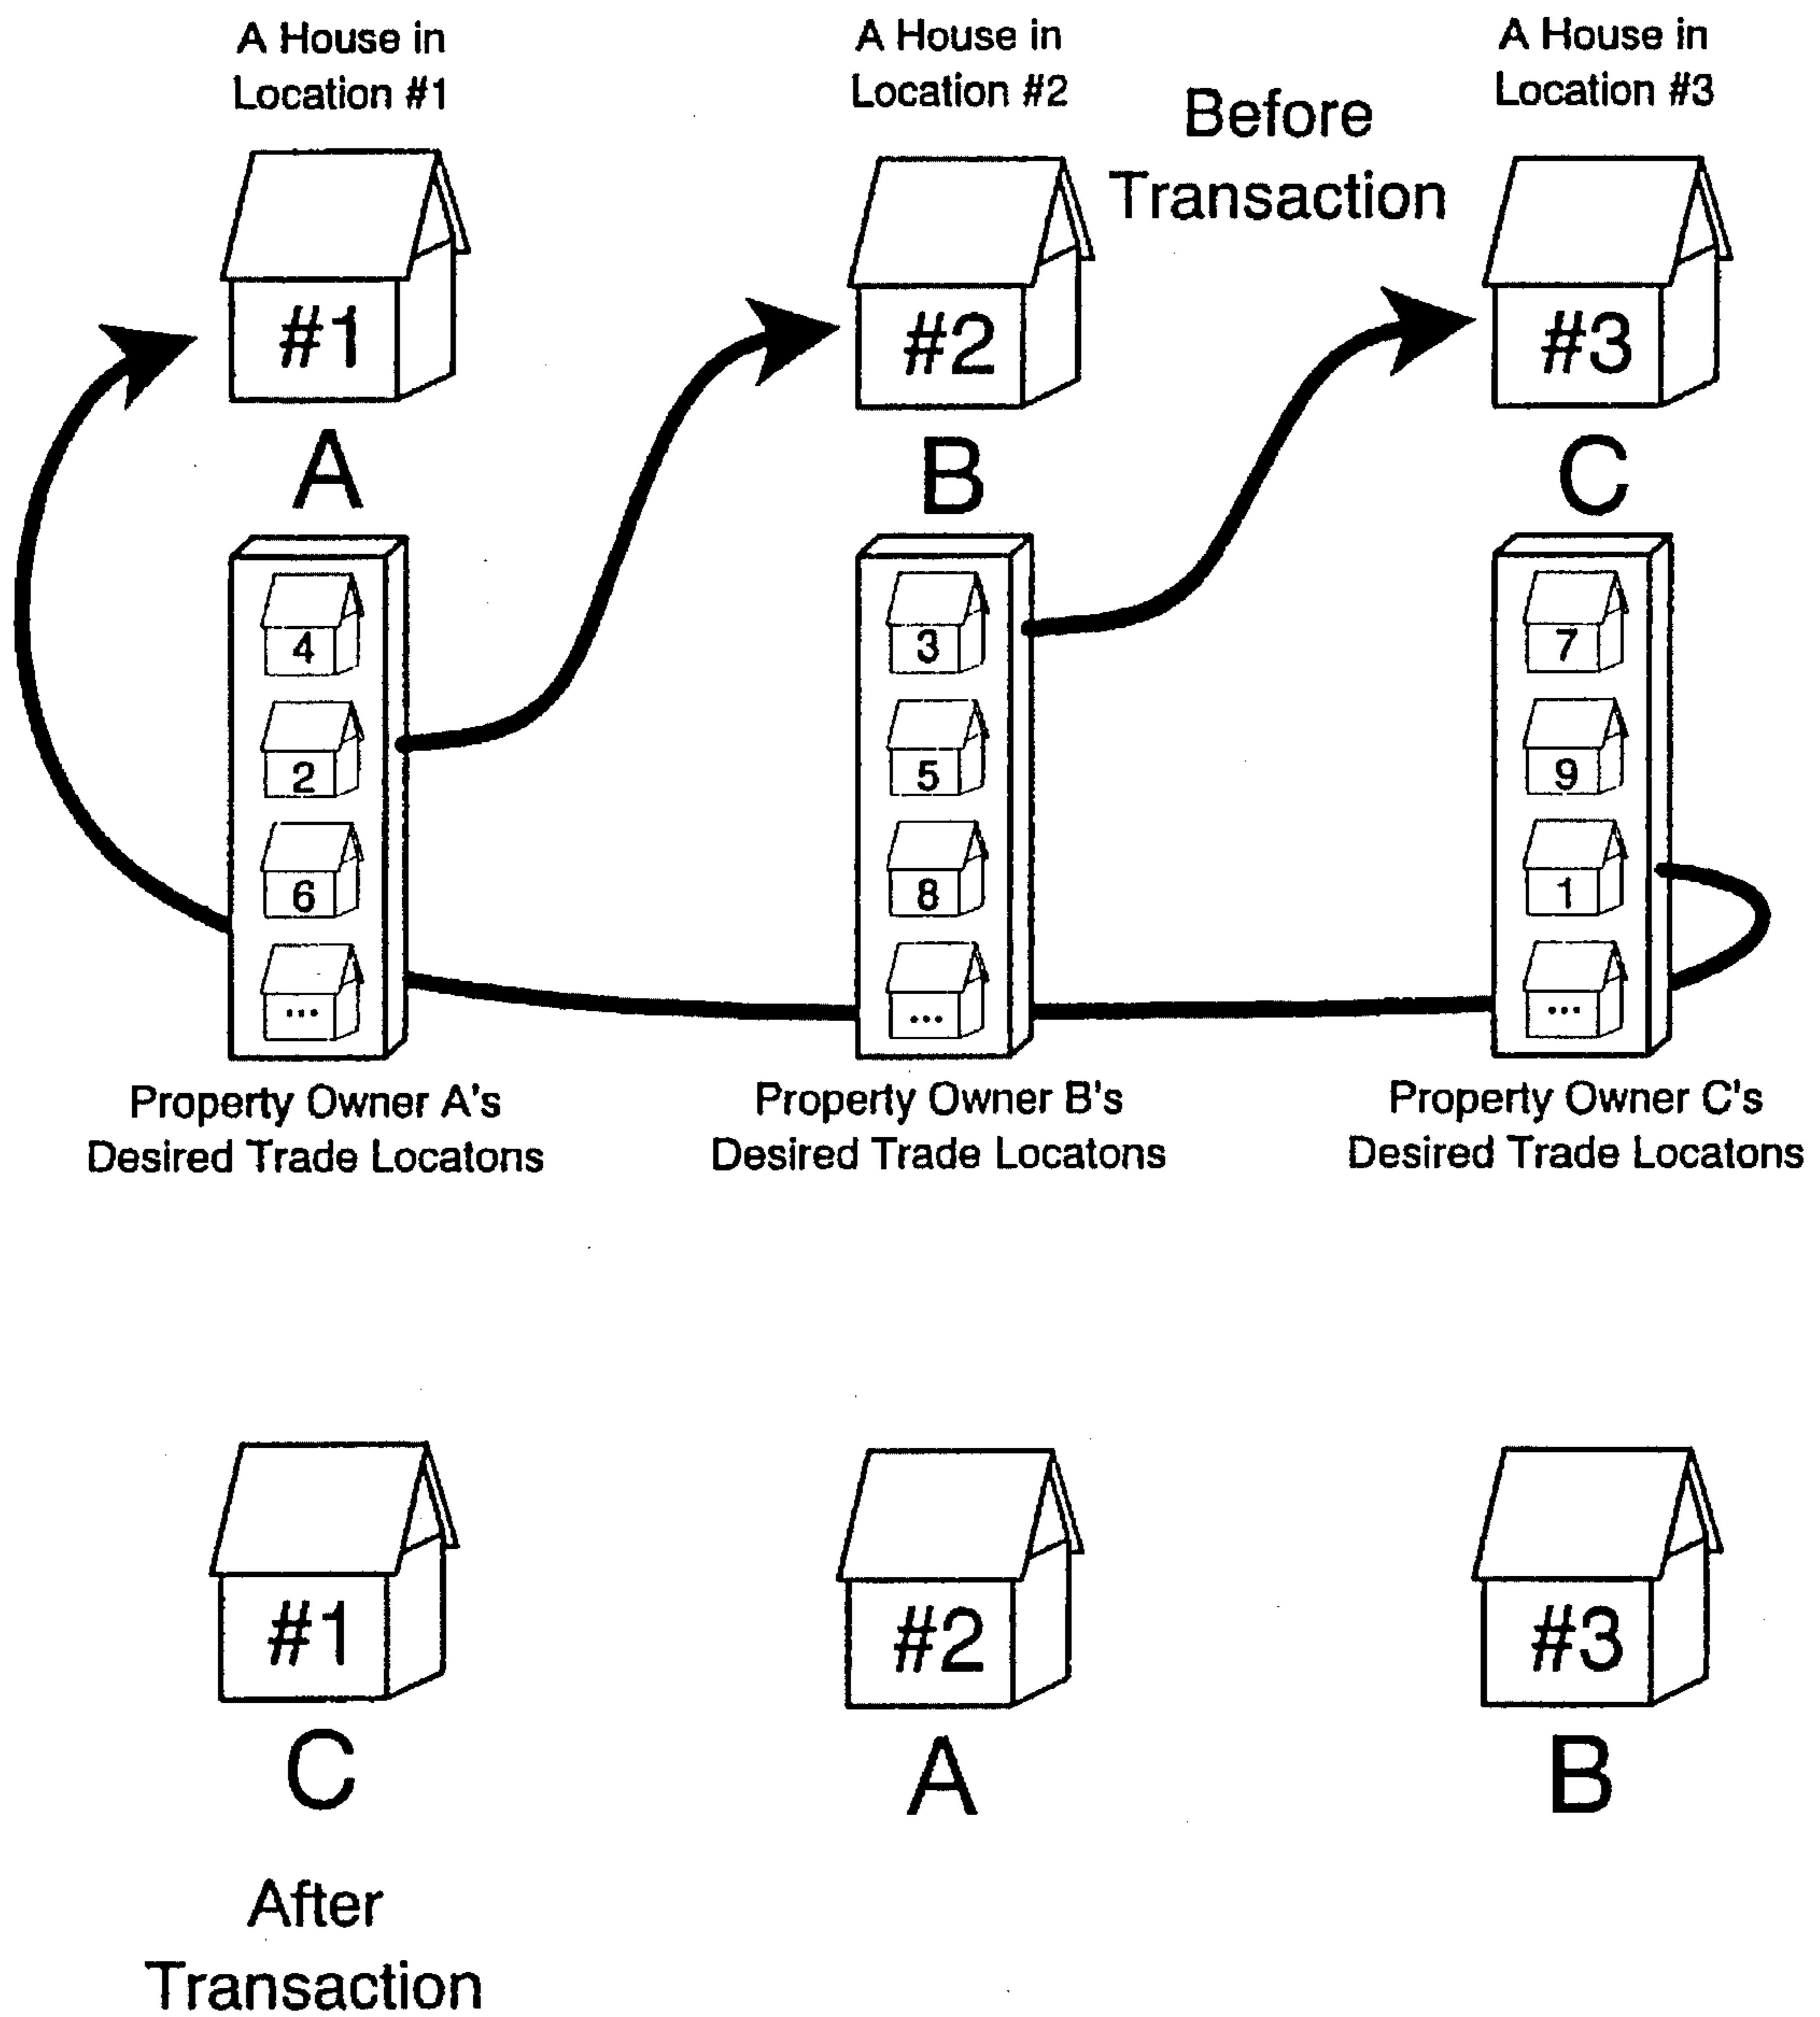 A House in
Location #1
A House in
Location #2
Before
Transaction
A House in
Location #3
#1
#2
#3
A
B
C
4
2
6
...
3
5
8
...
7
9
1
...
Property Owner A's
Desired Trade Locatons
Property Owner B's
Desired Trade Locatons
Property Owner C's
Desired Trade Locatons
#1
#2
#3
C
A
B
After
Transaction